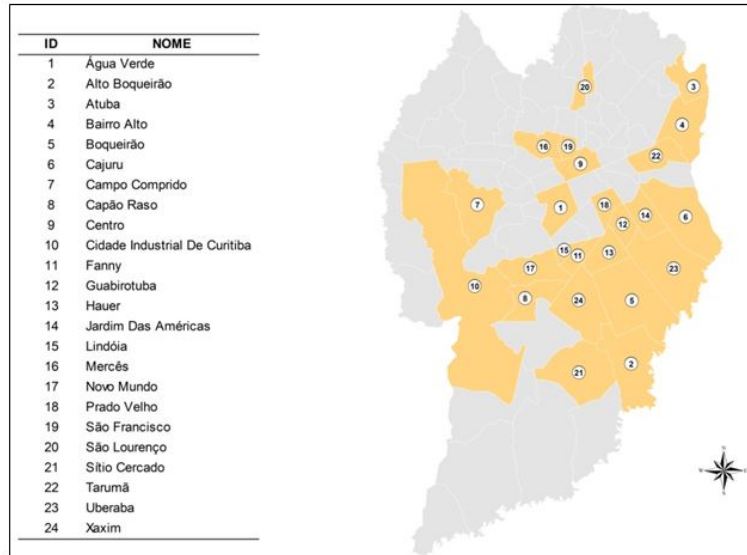 ID NOME
1 Água Verde
2 Alto Boqueirão
3 Atuba
4 Bairro Alto
5 Boqueirão
6 Cajuru
7 Campo Comprido
8 Capão Raso
9 Centro
10 Cidade Industrial De Curitiba
11 Fanny
12 Guabirotuba
13 Hauer
14 Jardim Das Américas
15 Lindóia
16 Mercês
17 Novo Mundo
18 Prado Velho
19 São Francisco
20 São Lourenço
21 Sítio Cercado
22 Tarumã
23 Uberaba
24 Xaxim
20
3
4
16
19
9
22
7
1
18
12
14
6
15
11
13
17
23
10
8
24
5
2
21